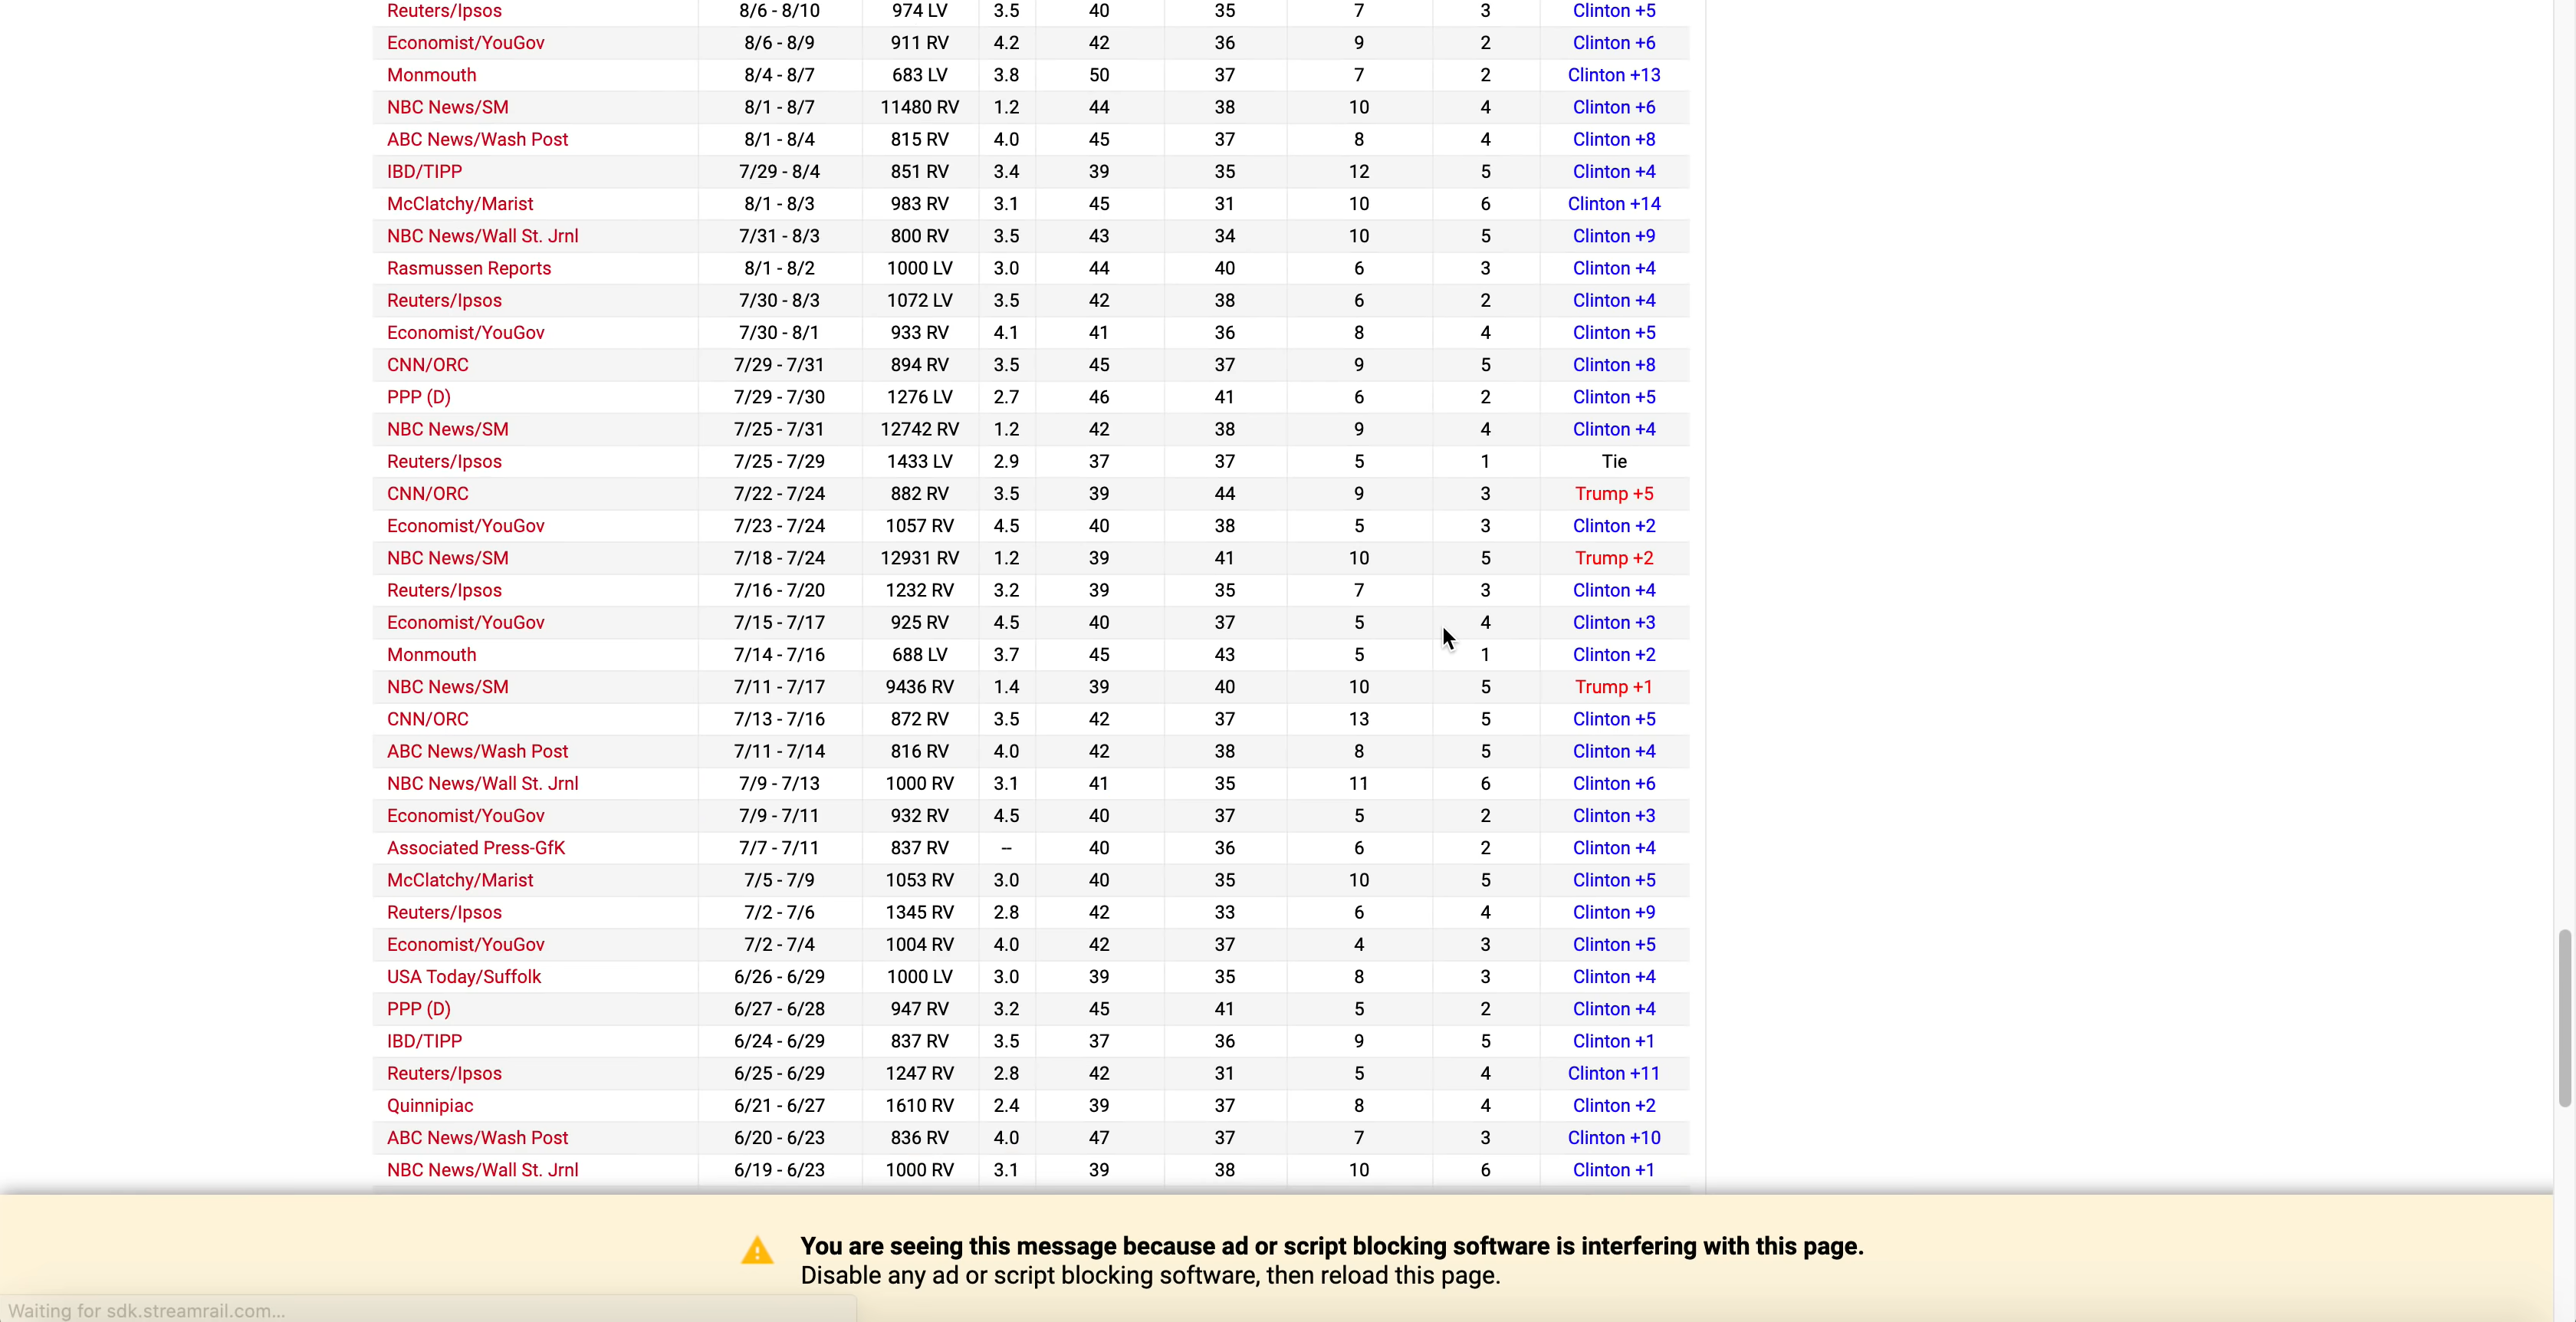 Reuters/Ipsos 8/6 - 8/10 974 LV 3.5 40 35 7 3 Clinton +5
Economist/YouGov 8/6 - 8/9 911 RV 4.2 42 36 9 2 Clinton +6
Monmouth 8/4 - 8/7 683 LV 3.8 50 37 7 2 Clinton +13
NBC News/SM 8/1 - 8/7 11480 RV 1.2 44 38 10 4 Clinton +6
ABC News/Wash Post 8/1 - 8/4 815 RV 4.0 45 37 8 4 Clinton +8
IBD/TIPP 7/29 - 8/4 851 RV 3.4 39 35 12 5 Clinton +4
McClatchy/Marist 8/1 - 8/3 983 RV 3.1 45 31 10 6 Clinton +14
NBC News/Wall St. Jrnl 7/31 - 8/3 800 RV 3.5 43 34 10 5 Clinton +9
Rasmussen Reports 8/1 - 8/2 1000 LV 3.0 44 40 6 3 Clinton +4
Reuters/Ipsos 7/30 - 8/3 1072 LV 3.5 42 38 6 2 Clinton +4
Economist/YouGov 7/30 - 8/1 933 RV 4.1 41 36 8 4 Clinton +5
CNN/ORC 7/29 - 7/31 894 RV 3.5 45 37 9 5 Clinton +8
PPP (D) 7/29 - 7/30 1276 LV 2.7 46 41 6 2 Clinton +5
NBC News/SM 7/25 - 7/31 12742 RV 1.2 42 38 9 4 Clinton +4
Reuters/Ipsos 7/25 - 7/29 1433 LV 2.9 37 37 5 1 Tie
CNN/ORC 7/22 - 7/24 882 RV 3.5 39 44 9 3 Trump +5
Economist/YouGov 7/23 - 7/24 1057 RV 4.5 40 38 5 3 Clinton +2
NBC News/SM 7/18 - 7/24 12931 RV 1.2 39 41 10 5 Trump +2
Reuters/Ipsos 7/16 - 7/20 1232 RV 3.2 39 35 7 3 Clinton +4
Economist/YouGov 7/15 - 7/17 925 RV 4.5 40 37 5 4 Clinton +3
Monmouth 7/14 - 7/16 688 LV 3.7 45 43 5 1 Clinton +2
NBC News/SM 7/11 - 7/17 9436 RV 1.4 39 40 10 5 Trump +1
CNN/ORC 7/13 - 7/16 872 RV 3.5 42 37 13 5 Clinton +5
ABC News/Wash Post 7/11 - 7/14 816 RV 4.0 42 38 8 5 Clinton +4
NBC News/Wall St. Jrnl 7/9 - 7/13 1000 RV 3.1 41 35 11 6 Clinton +6
Economist/YouGov 7/9 - 7/11 932 RV 4.5 40 37 5 2 Clinton +3
Associated Press-GfK 7/7 - 7/11 837 RV -- 40 36 6 2 Clinton +4
McClatchy/Marist 7/5 - 7/9 1053 RV 3.0 40 35 10 5 Clinton +5
Reuters/Ipsos 7/2 - 7/6 1345 RV 2.8 42 33 6 4 Clinton +9
Economist/YouGov 7/2 - 7/4 1004 RV 4.0 42 37 4 3 Clinton +5
USA Today/Suffolk 6/26 - 6/29 1000 LV 3.0 39 35 8 3 Clinton +4
PPP (D) 6/27 - 6/28 947 RV 3.2 45 41 5 2 Clinton +4
IBD/TIPP 6/24 - 6/29 837 RV 3.5 37 36 9 5 Clinton +1
Reuters/Ipsos 6/25 - 6/29 1247 RV 2.8 42 31 5 4 Clinton +11
Quinnipiac 6/21 - 6/27 1610 RV 2.4 39 37 8 4 Clinton +2
ABC News/Wash Post 6/20 - 6/23 836 RV 4.0 47 37 7 3 Clinton +10
NBC News/Wall St. Jrnl 6/19 - 6/23 1000 RV 3.1 39 38 10 6 Clinton +1
You are seeing this message because ad or script blocking software is interfering with this page.
Disable any ad or script blocking software, then reload this page.
Waiting for sdk.streamrail.com...